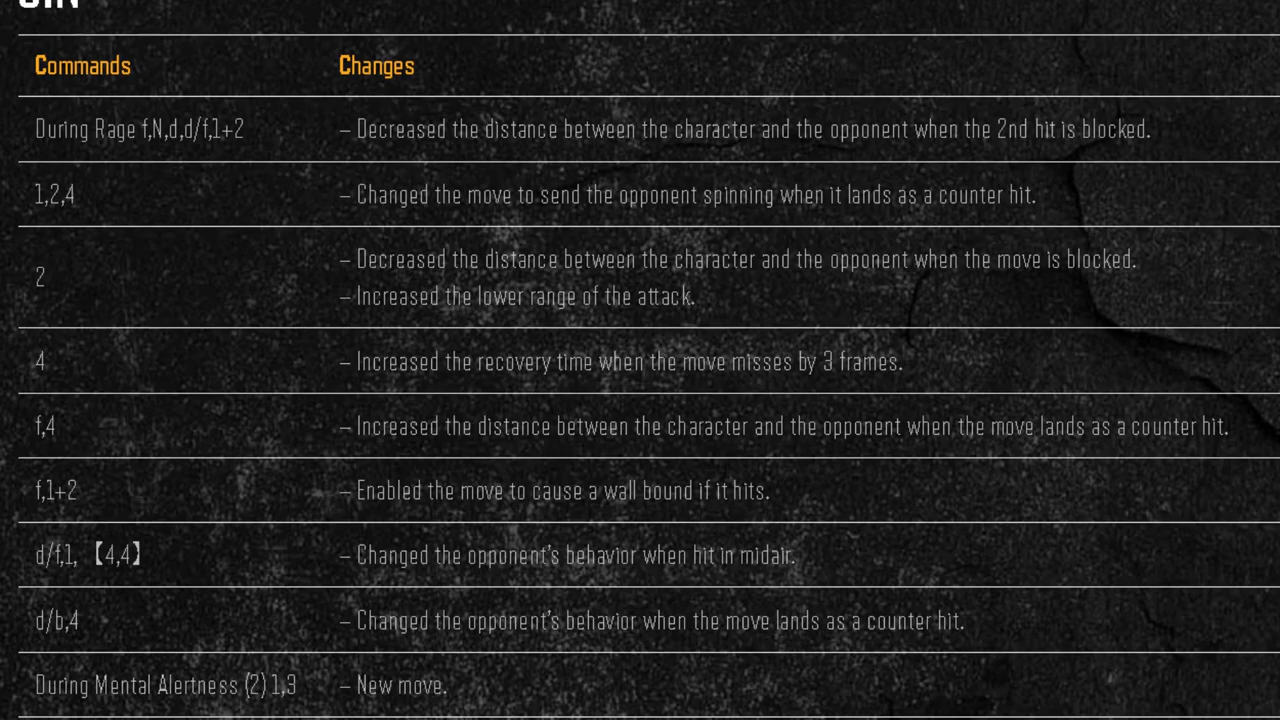 Commands Changes
During Rage f,N,d,d/f,1+2 – Decreased the distance between the character and the opponent when the 2nd hit is blocked.
1,2,4 – Changed the move to send the opponent spinning when it lands as a counter hit.
2 – Decreased the distance between the character and the opponent when the move is blocked.
– Increased the lower range of the attack.
4 – Increased the recovery time when the move misses by 3 frames.
f,4 – Increased the distance between the character and the opponent when the move lands as a counter hit.
f,1+2 – Enabled the move to cause a wall bound if it hits.
d/f,1, 【4,4】 – Changed the opponent's behavior when hit in midair.
d/b,4 – Changed the opponent's behavior when the move lands as a counter hit.
During Mental Alertness (2) 1,3 – New move.